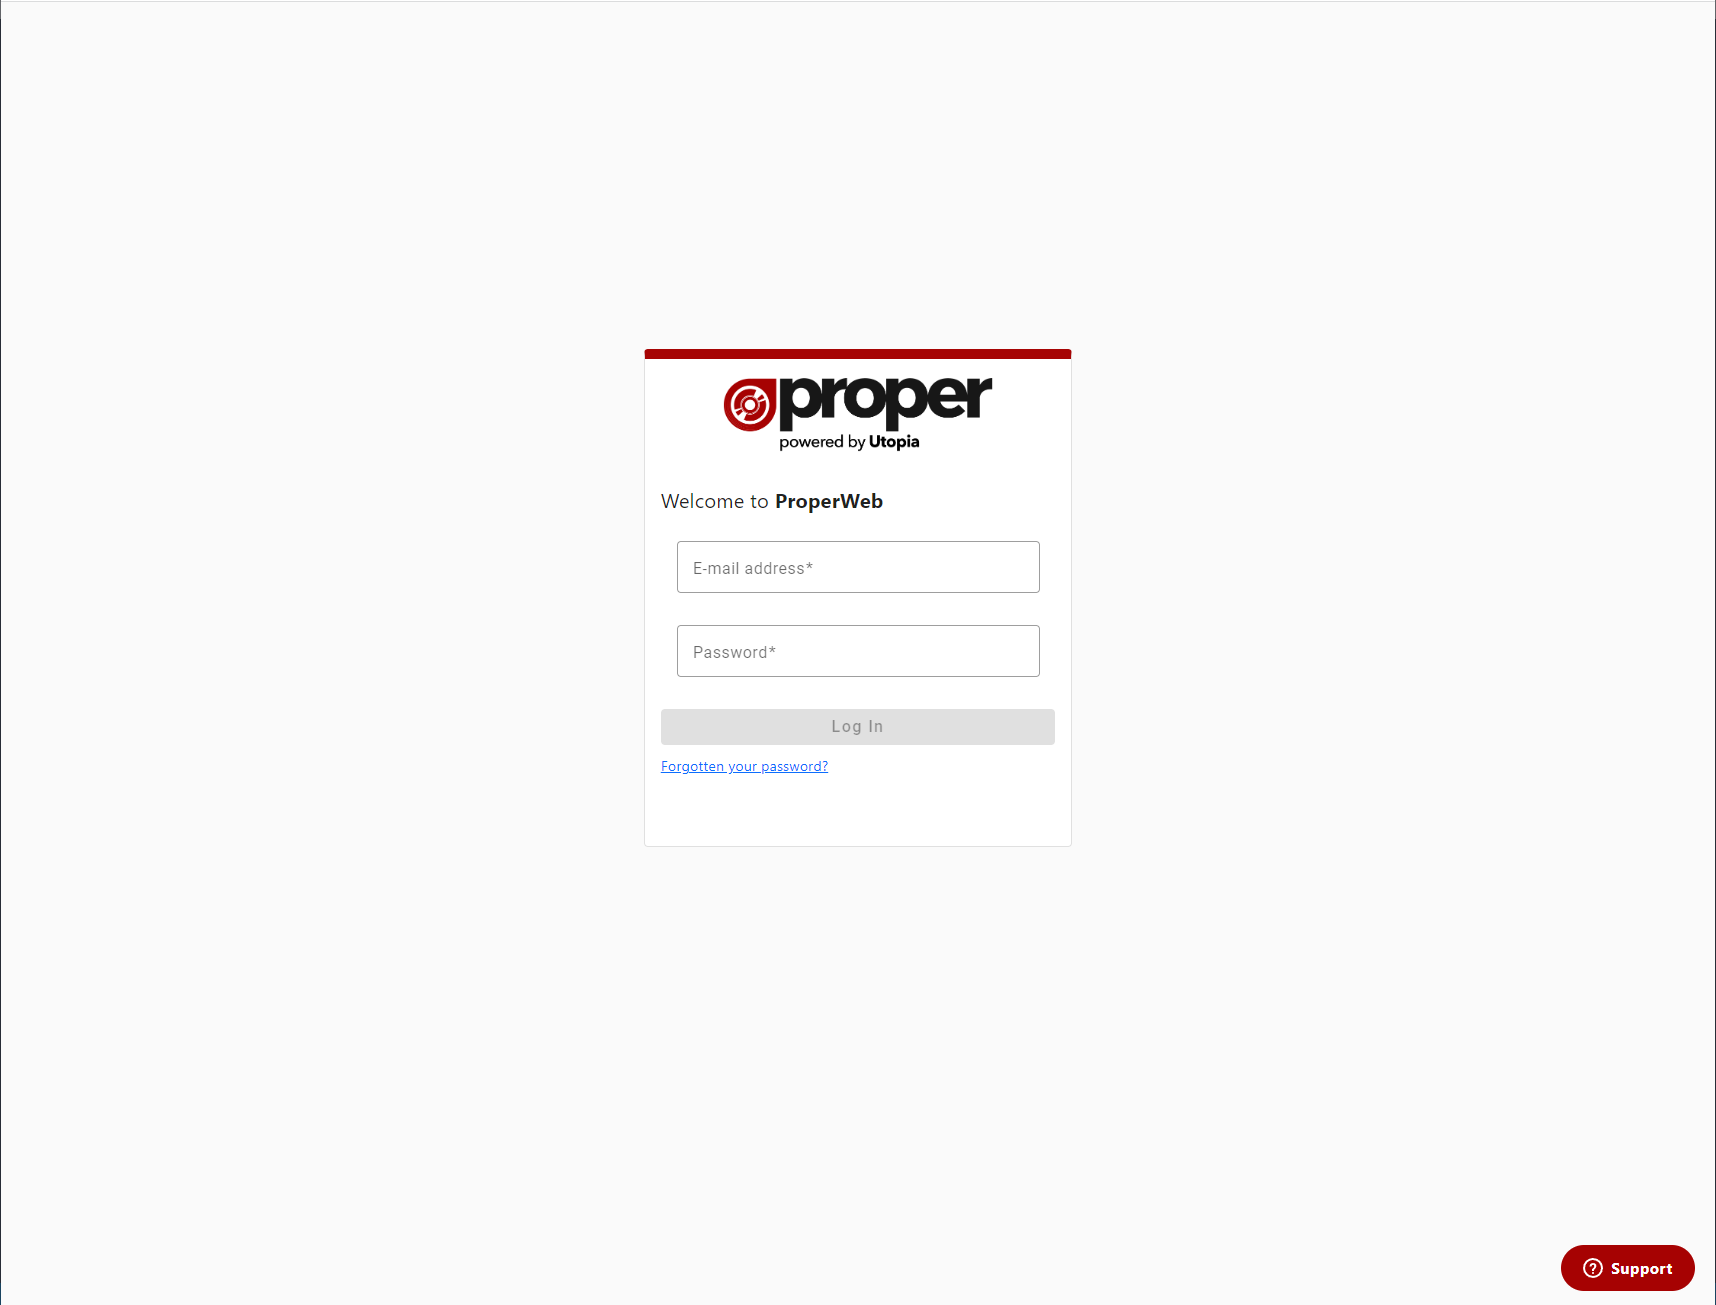 proper
powered by Utopia
Welcome to ProperWeb
E-mail address*
Password*
Log In
Forgotten your password?
Support